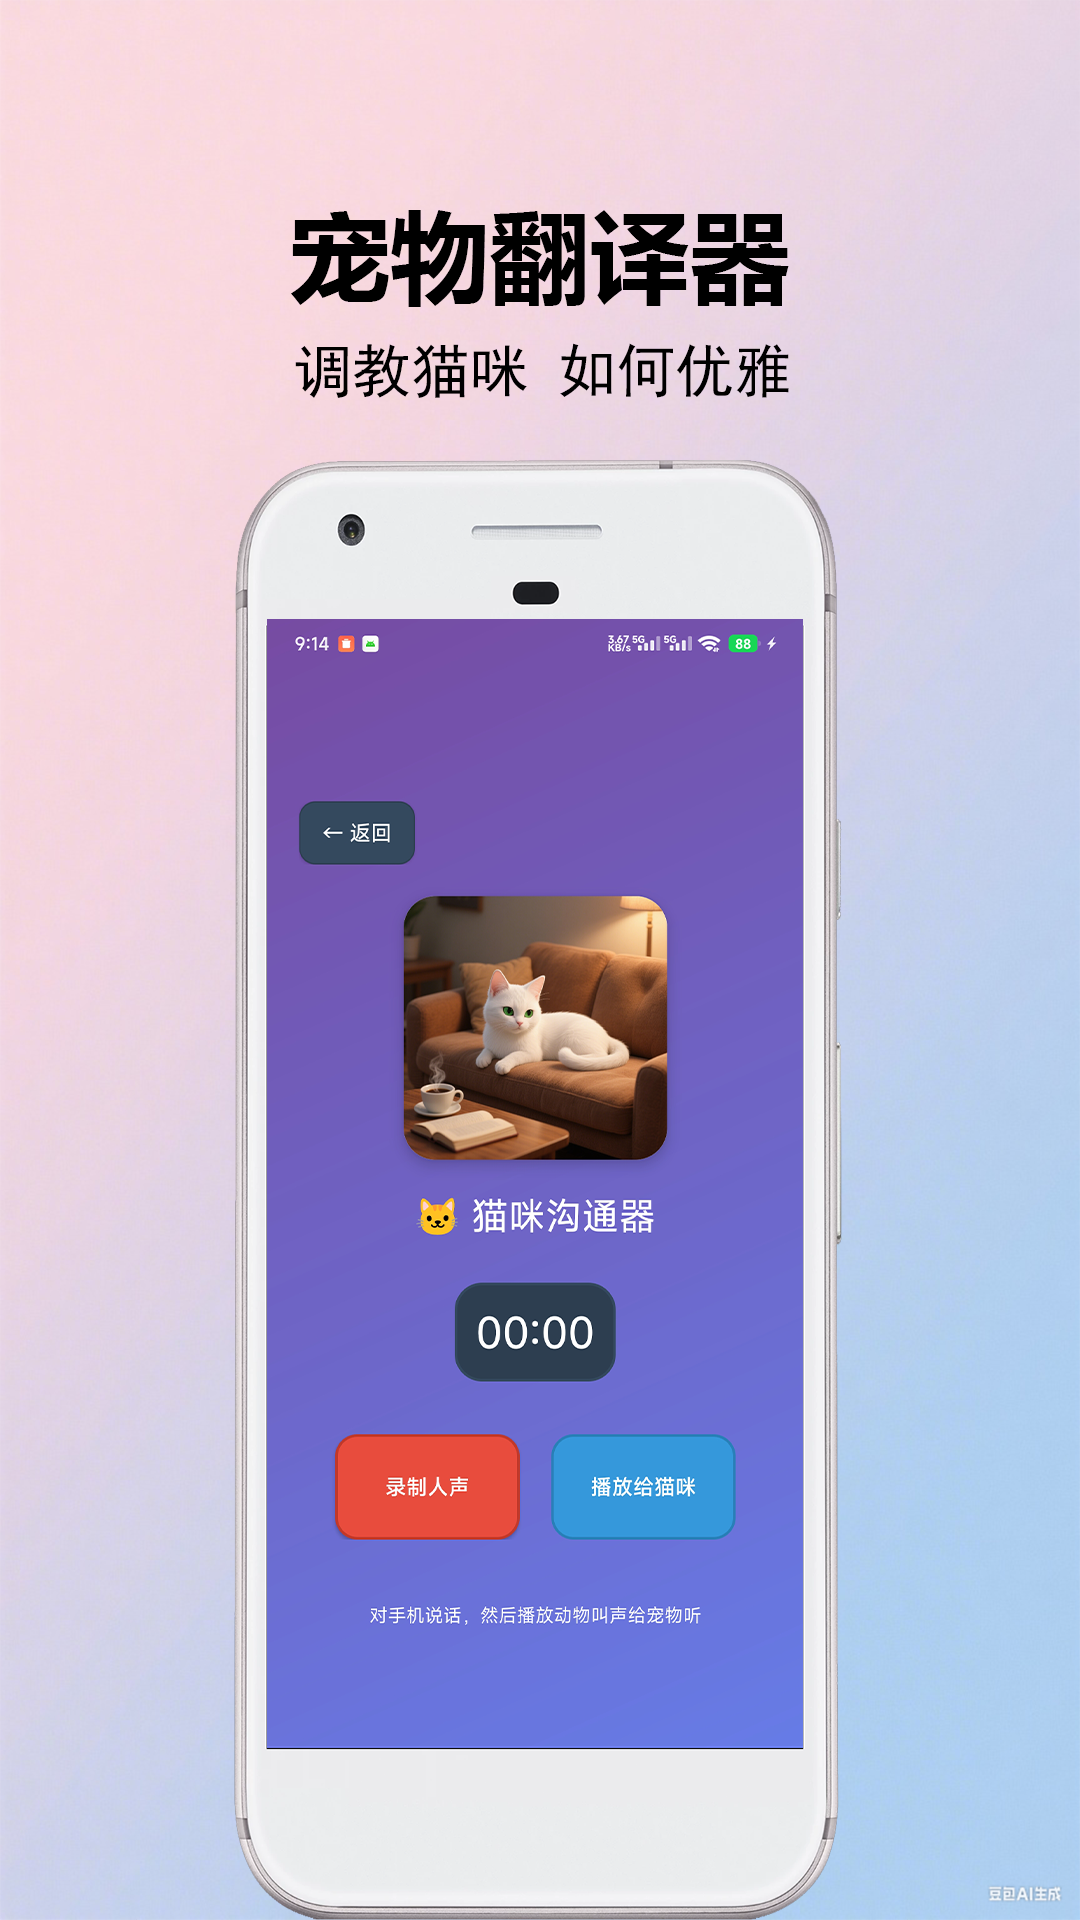 宠物翻译器
调教猫咪 如何优雅
9:14
3.67 KB/s 5G 5G 88
← 返回
猫咪沟通器
00:00
录制人声
播放给猫咪
对手机说话，然后播放动物叫声给宠物听
豆包AI生成